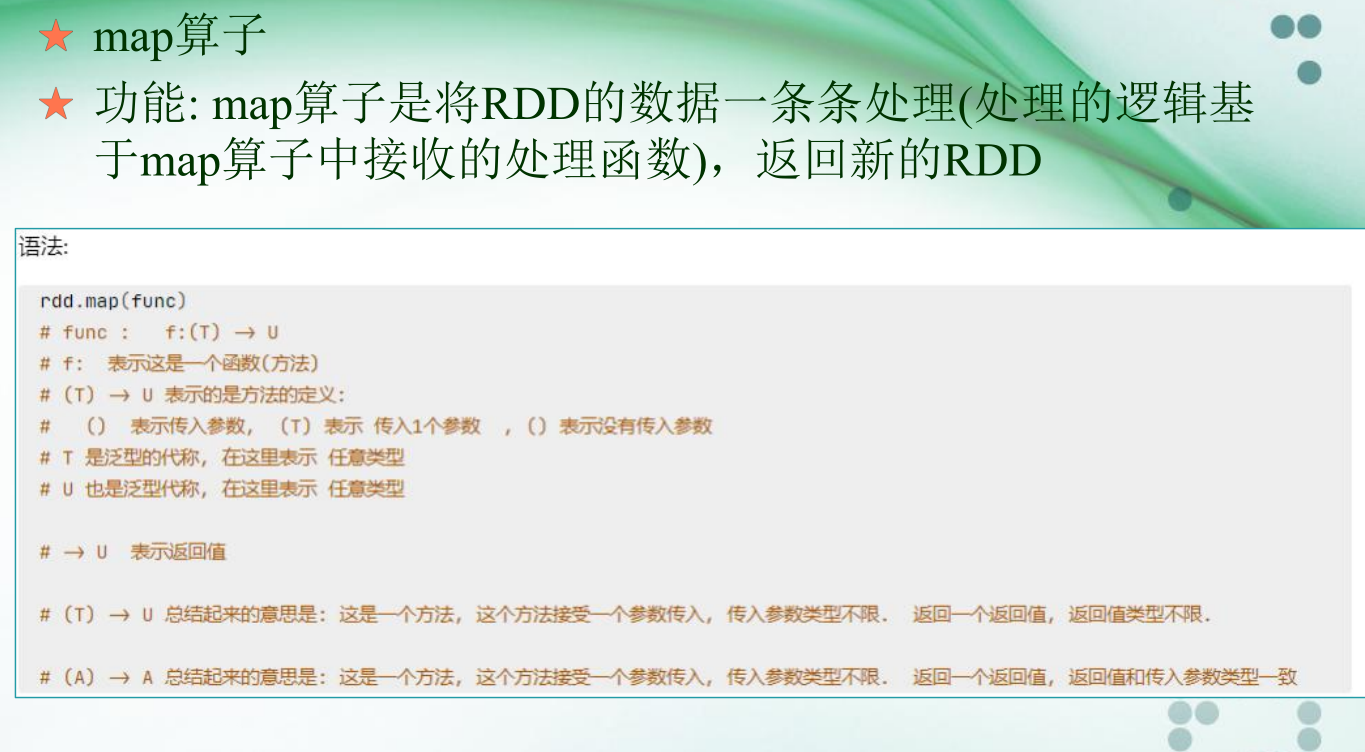 map算子
功能: map算子是将RDD的数据一条条处理(处理的逻辑基
于map算子中接收的处理函数)，返回新的RDD
语法:
rdd.map(func)
# func :   f:(T) → U
# f:  表示这是一个函数(方法)
# (T) → U 表示的是方法的定义:
#   ()  表示传入参数, (T) 表示 传入1个参数  , () 表示没有传入参数
# T 是泛型的代称, 在这里表示 任意类型
# U 也是泛型代称, 在这里表示 任意类型
# → U  表示返回值
# (T) → U 总结起来的意思是: 这是一个方法, 这个方法接受一个参数传入, 传入参数类型不限.  返回一个返回值, 返回值类型不限.
# (A) → A 总结起来的意思是: 这是一个方法, 这个方法接受一个参数传入, 传入参数类型不限.  返回一个返回值, 返回值和传入参数类型一致